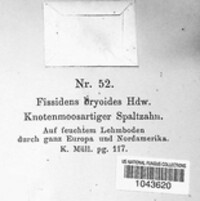 Nr. 52.
Fissidens bryoides Hdw.
Knotenmoosartiger Spaltzahn.
Auf feuchtem Lehmboden
durch ganz Europa und Nordamerika.
K. Müll. pg. 117.
US NATIONAL FUNGUS COLLECTIONS
1043620